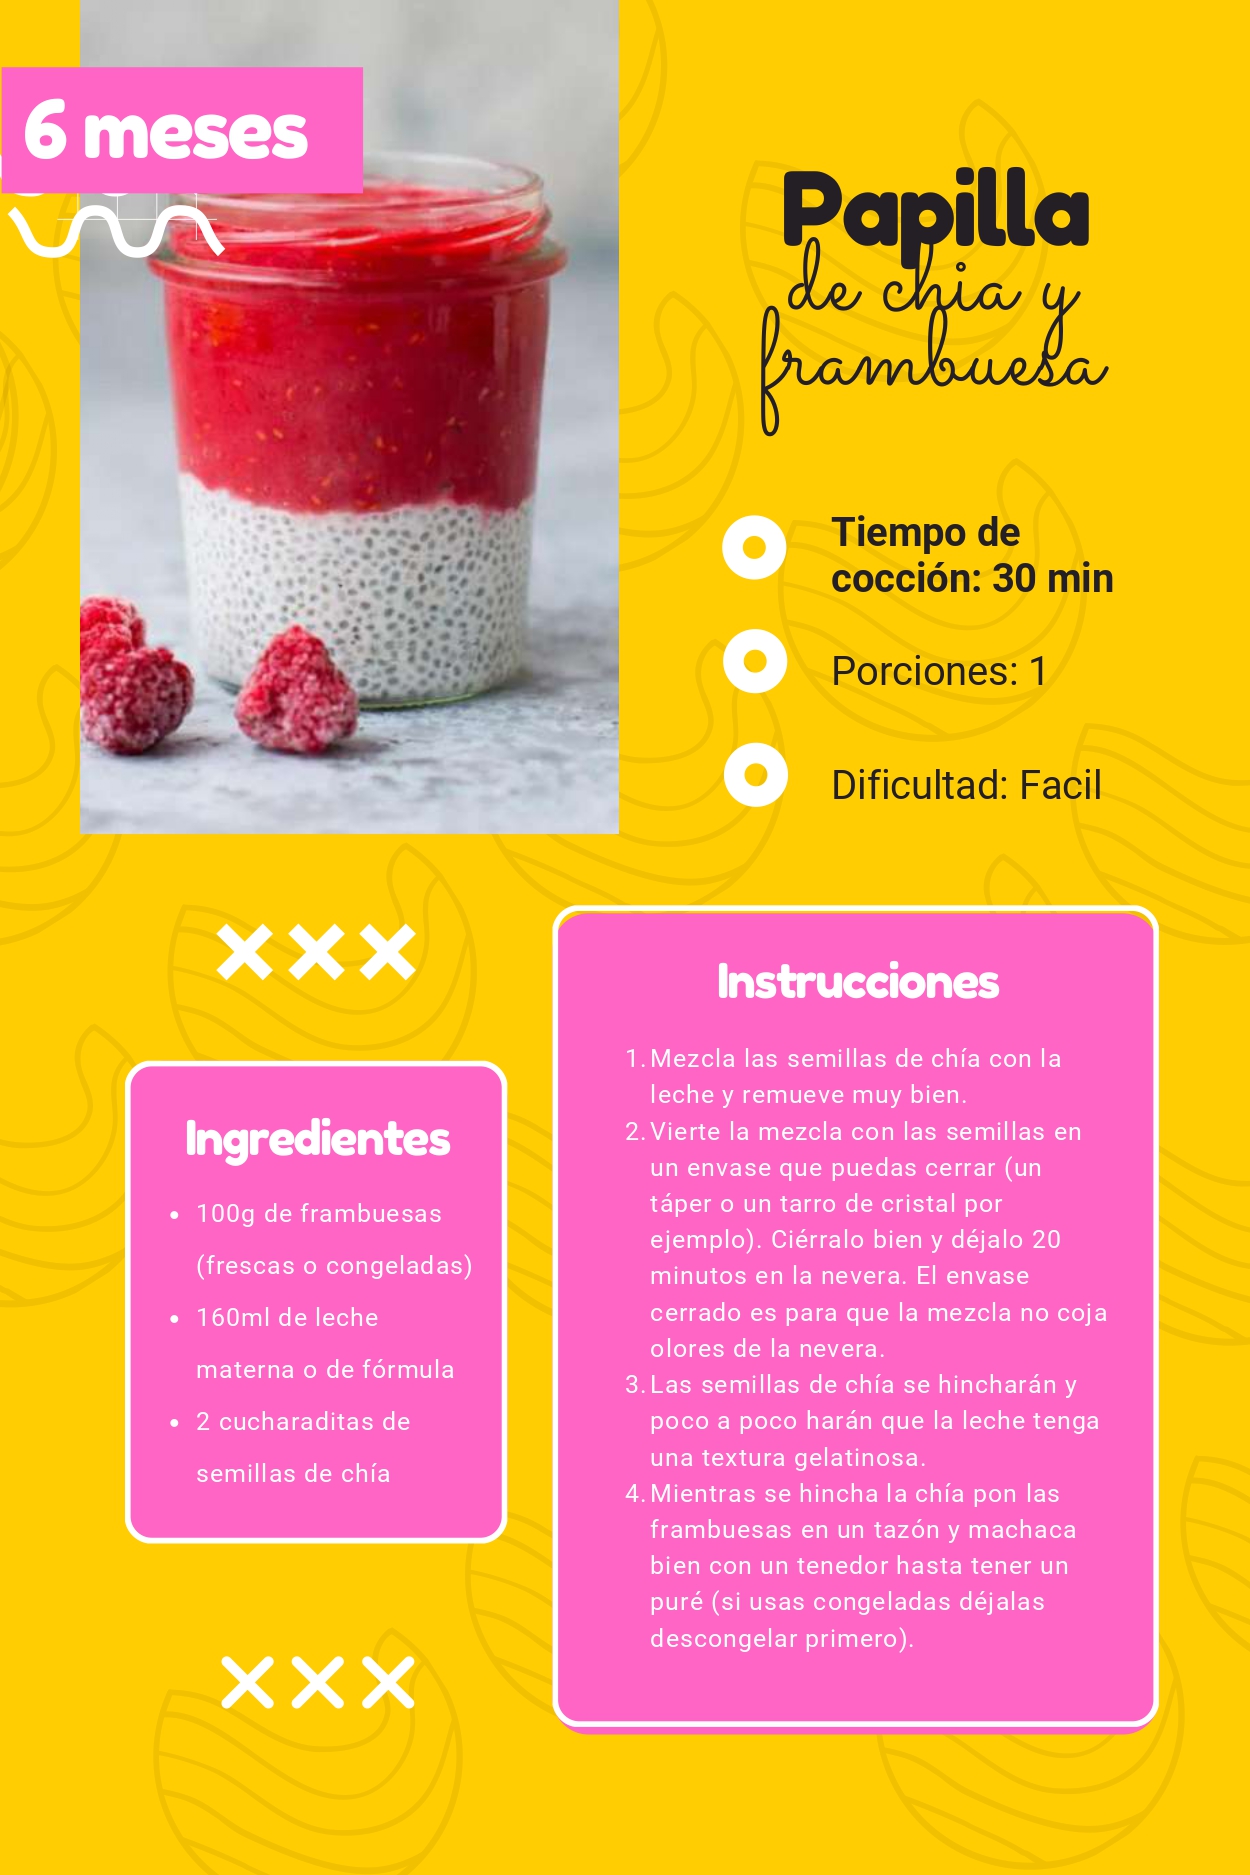 6 meses
Papilla
de chia y
frambuesa
Tiempo de
cocción: 30 min
Porciones: 1
Dificultad: Facil
Ingredientes
• 100g de frambuesas
(frescas o congeladas)
• 160ml de leche
materna o de fórmula
• 2 cucharaditas de
semillas de chía
Instrucciones
1. Mezcla las semillas de chía con la
leche y remueve muy bien.
2. Vierte la mezcla con las semillas en
un envase que puedas cerrar (un
táper o un tarro de cristal por
ejemplo). Ciérralo bien y déjalo 20
minutos en la nevera. El envase
cerrado es para que la mezcla no coja
olores de la nevera.
3. Las semillas de chía se hincharán y
poco a poco harán que la leche tenga
una textura gelatinosa.
4. Mientras se hincha la chía pon las
frambuesas en un tazón y machaca
bien con un tenedor hasta tener un
puré (si usas congeladas déjalas
descongelar primero).